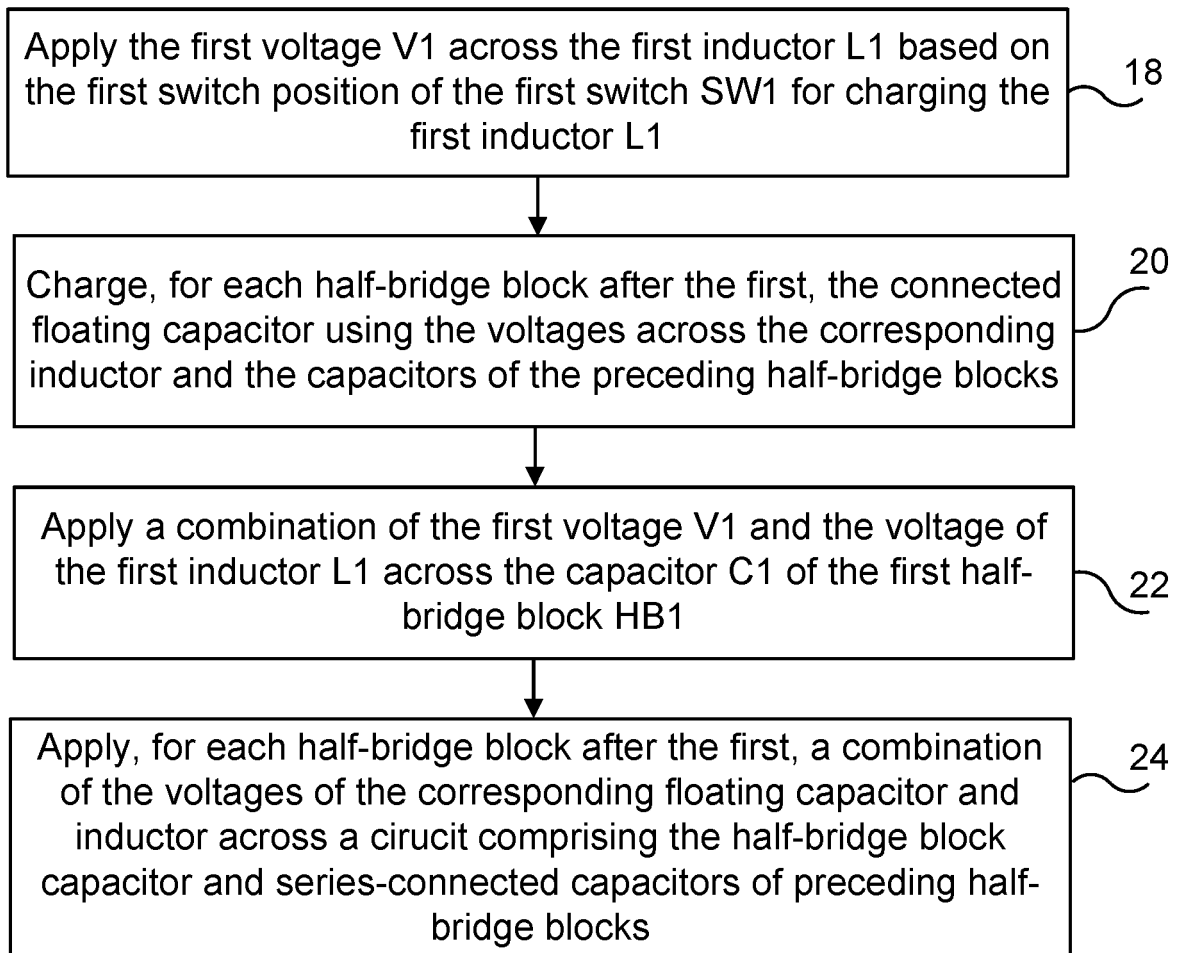 Apply the first voltage V1 across the first inductor L1 based on
the first switch position of the first switch SW1 for charging the
first inductor L1
18
Charge, for each half-bridge block after the first, the connected
floating capacitor using the voltages across the corresponding
inductor and the capacitors of the preceding half-bridge blocks
20
Apply a combination of the first voltage V1 and the voltage of
the first inductor L1 across the capacitor C1 of the first half-
bridge block HB1
22
Apply, for each half-bridge block after the first, a combination
of the voltages of the corresponding floating capacitor and
inductor across a cirucit comprising the half-bridge block
capacitor and series-connected capacitors of preceding half-
bridge blocks
24